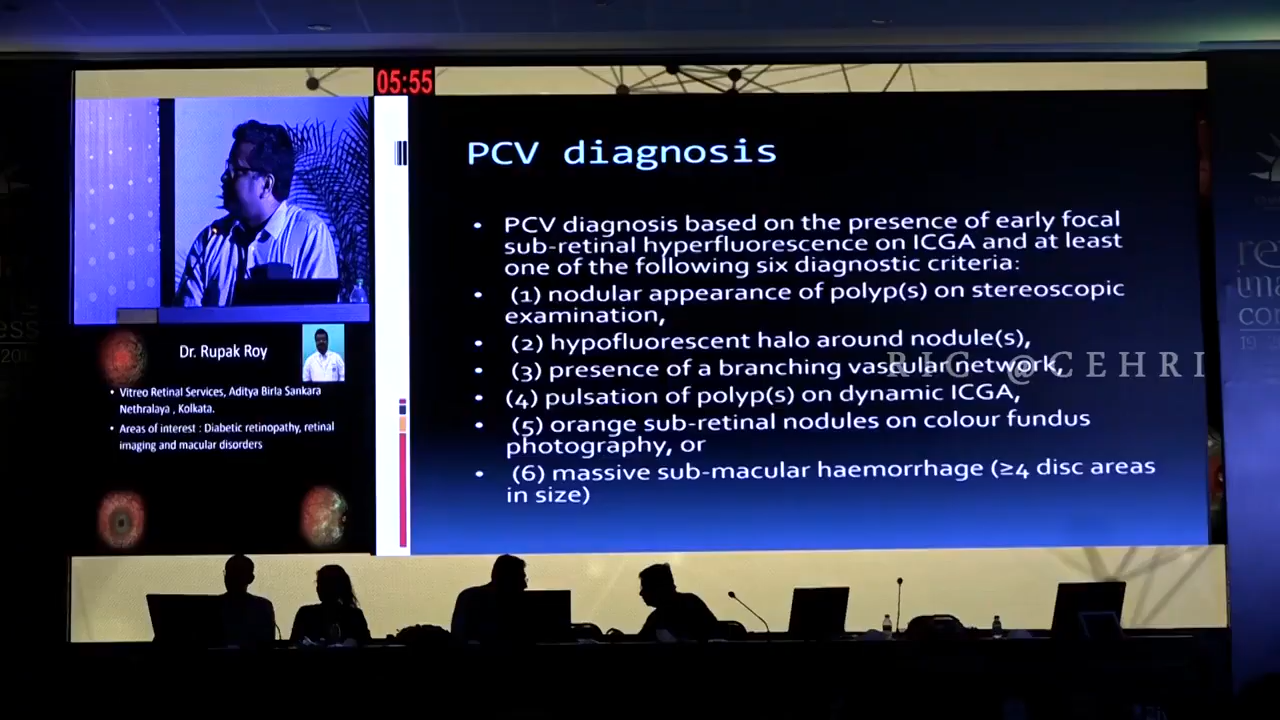 05:55
PCV diagnosis
• PCV diagnosis based on the presence of early focal
sub-retinal hyperfluorescence on ICGA and at least
one of the following six diagnostic criteria:
• (1) nodular appearance of polyp(s) on stereoscopic
examination,
• (2) hypofluorescent halo around nodule(s),
• (3) presence of a branching vascular network,
• (4) pulsation of polyp(s) on dynamic ICGA,
• (5) orange sub-retinal nodules on colour fundus
photography, or
• (6) massive sub-macular haemorrhage (≥4 disc areas
in size)
RIC @CEHRI
Dr. Rupak Roy
• Vitreo Retinal Services, Aditya Birla Sankara
Nethralaya , Kolkata.
• Areas of interest : Diabetic retinopathy, retinal
imaging and macular disorders